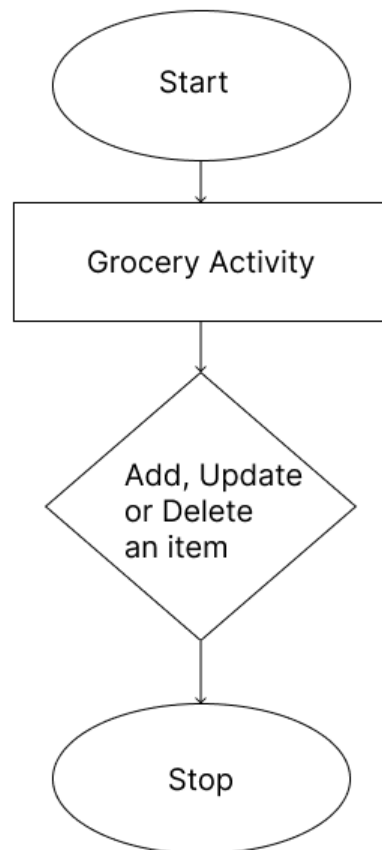 Start
Grocery Activity
Add, Update
or Delete
an item
Stop